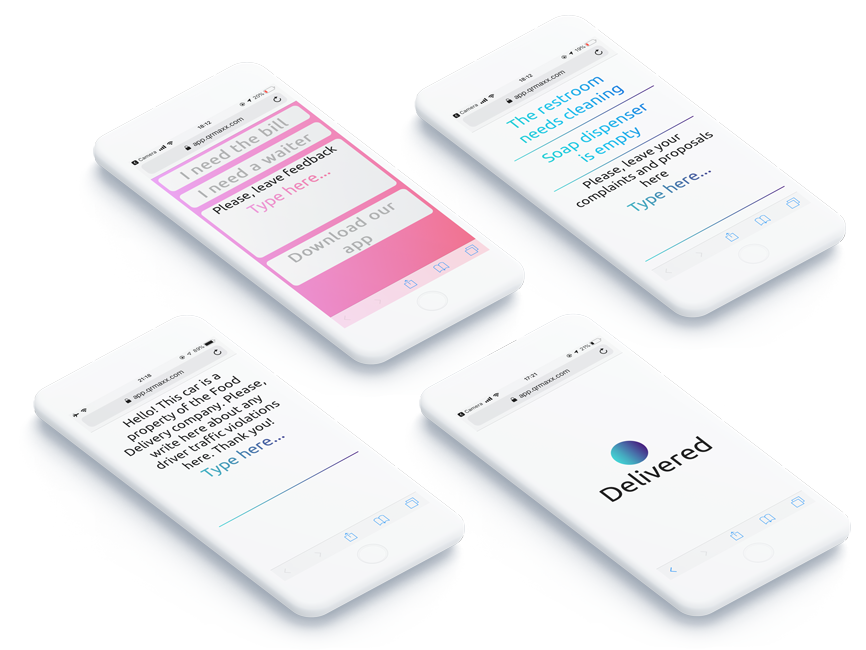 Camera
18:12
20%
app.qrmaxx.com
I need the bill
I need a waiter
Please, leave feedback
Type here...
Download our
app
Camera
18:12
19%
app.qrmaxx.com
The restroom
needs cleaning
Soap dispenser
is empty
Please, leave your
complaints and proposals
here
Type here...
21:18
89%
app.qrmaxx.com
Hello! This car is a
property of the Food
Delivery company. Please,
write here about any
driver traffic violations
here. Thank you!
Type here...
Camera
17:21
21%
app.qrmaxx.com
Delivered